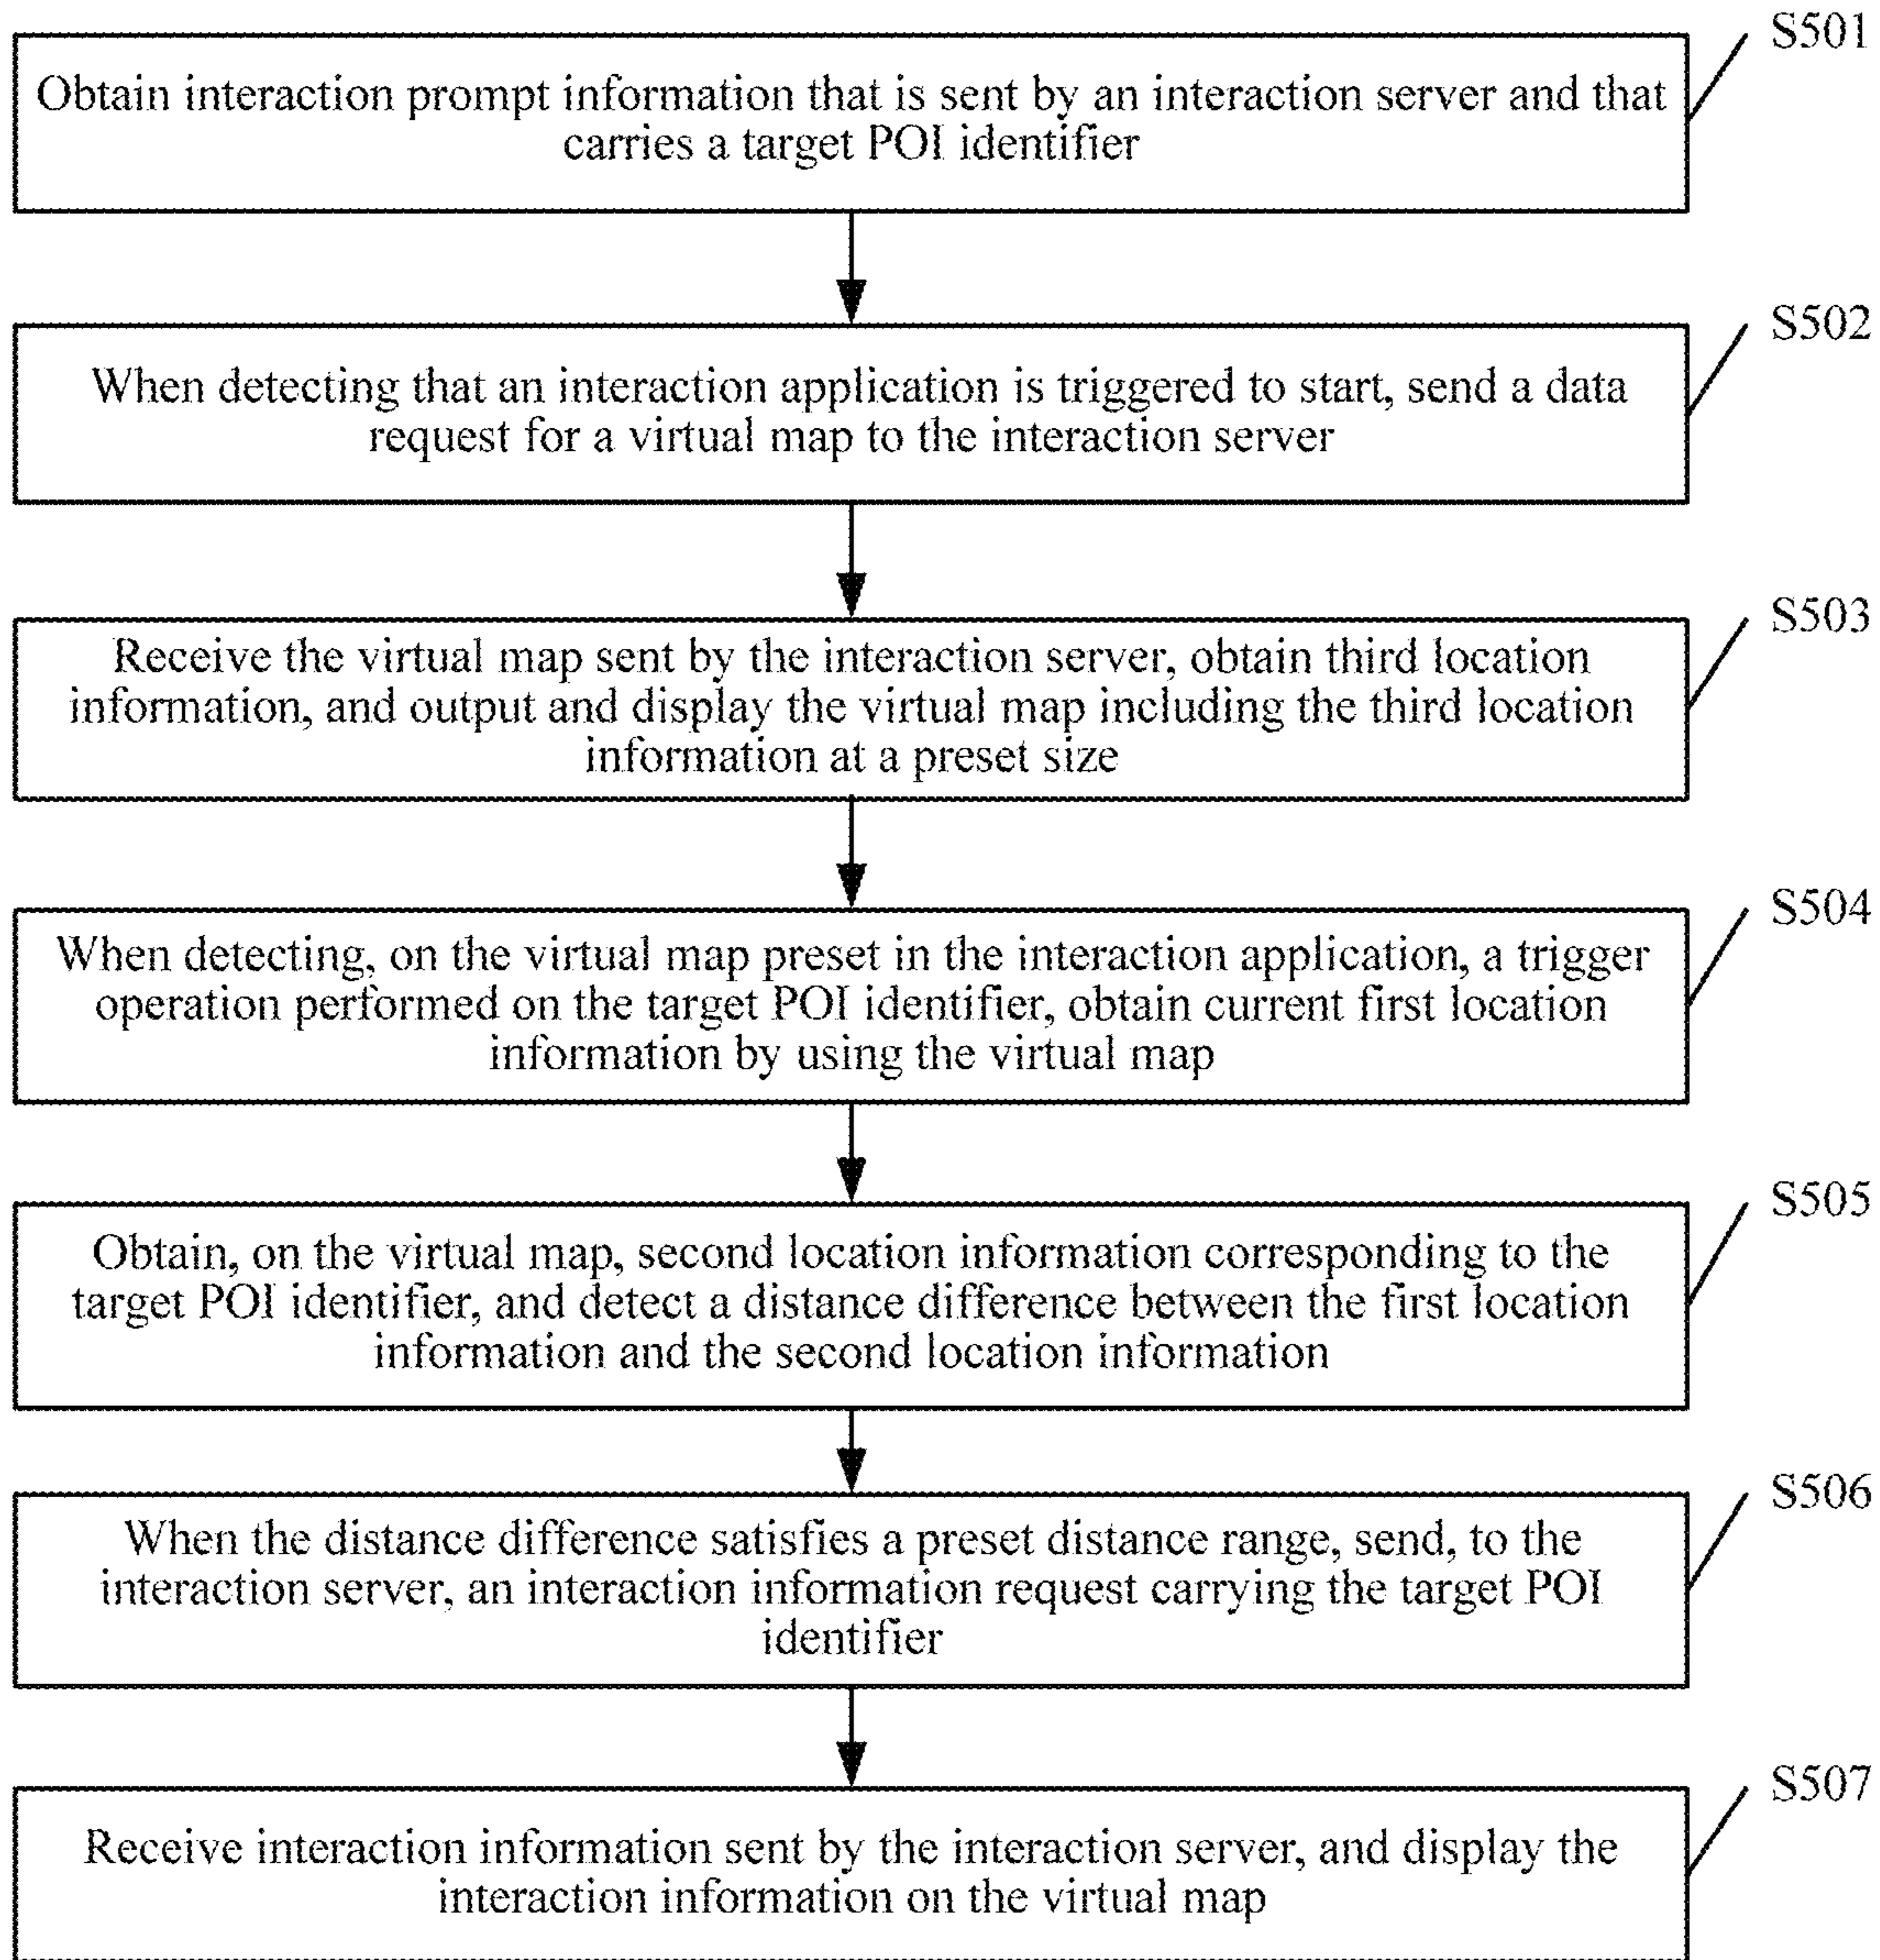 S501
Obtain interaction prompt information that is sent by an interaction server and that
carries a target POI identifier
S502
When detecting that an interaction application is triggered to start, send a data
request for a virtual map to the interaction server
S503
Receive the virtual map sent by the interaction server, obtain third location
information, and output and display the virtual map including the third location
information at a preset size
S504
When detecting, on the virtual map preset in the interaction application, a trigger
operation performed on the target POI identifier, obtain current first location
information by using the virtual map
S505
Obtain, on the virtual map, second location information corresponding to the
target POI identifier, and detect a distance difference between the first location
information and the second location information
S506
When the distance difference satisfies a preset distance range, send, to the
interaction server, an interaction information request carrying the target POI
identifier
S507
Receive interaction information sent by the interaction server, and display the
interaction information on the virtual map